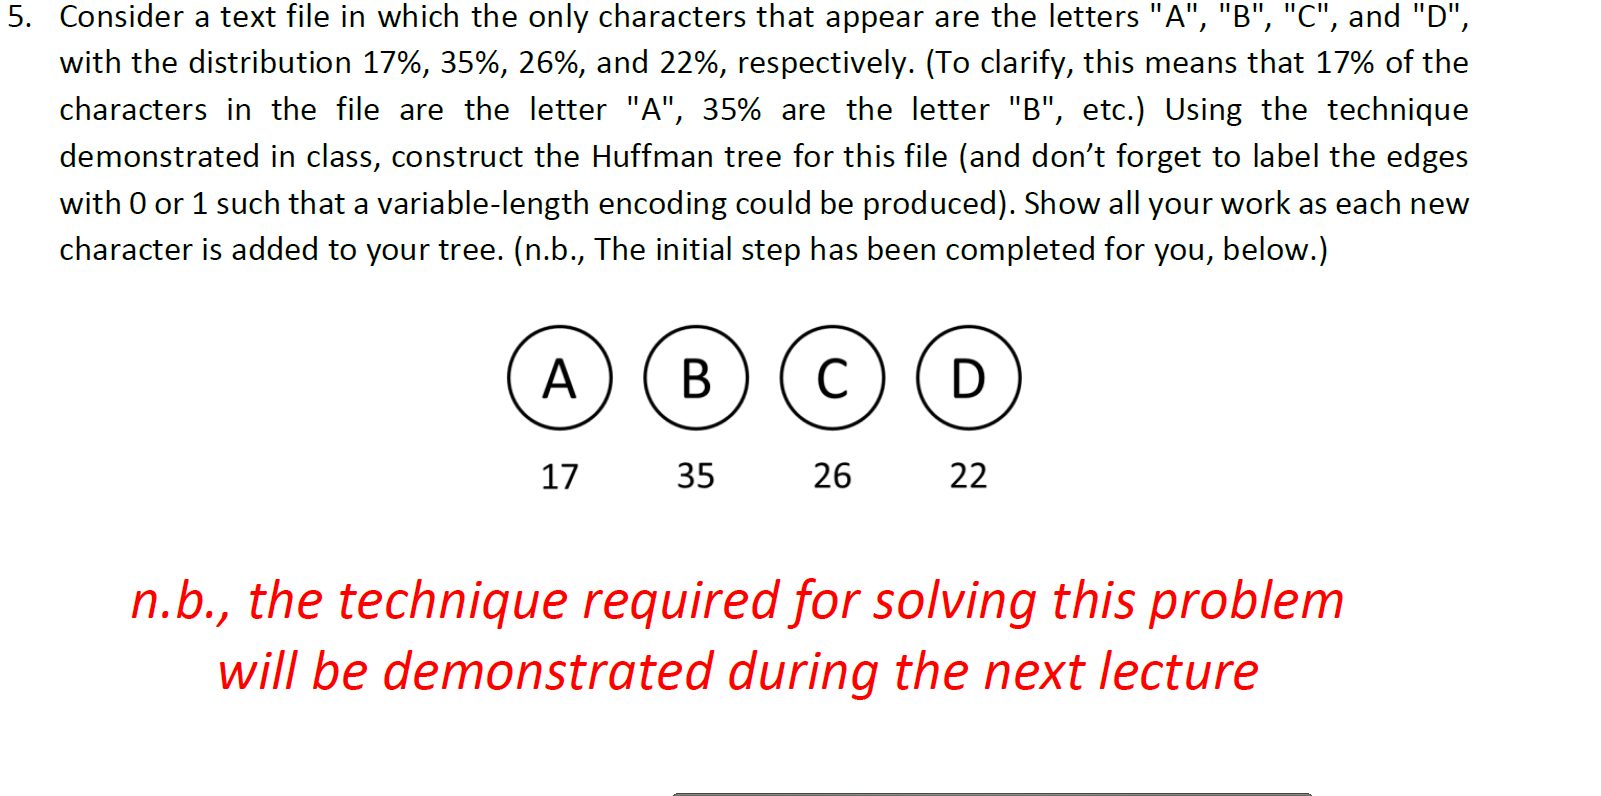 5. Consider a text file in which the only characters that appear are the letters "A", "B", "C", and "D",
with the distribution 17%, 35%, 26%, and 22%, respectively. (To clarify, this means that 17% of the
characters in the file are the letter "A", 35% are the letter "B", etc.) Using the technique
demonstrated in class, construct the Huffman tree for this file (and don’t forget to label the edges
with 0 or 1 such that a variable-length encoding could be produced). Show all your work as each new
character is added to your tree. (n.b., The initial step has been completed for you, below.)
A B C D
17 35 26 22
n.b., the technique required for solving this problem
will be demonstrated during the next lecture